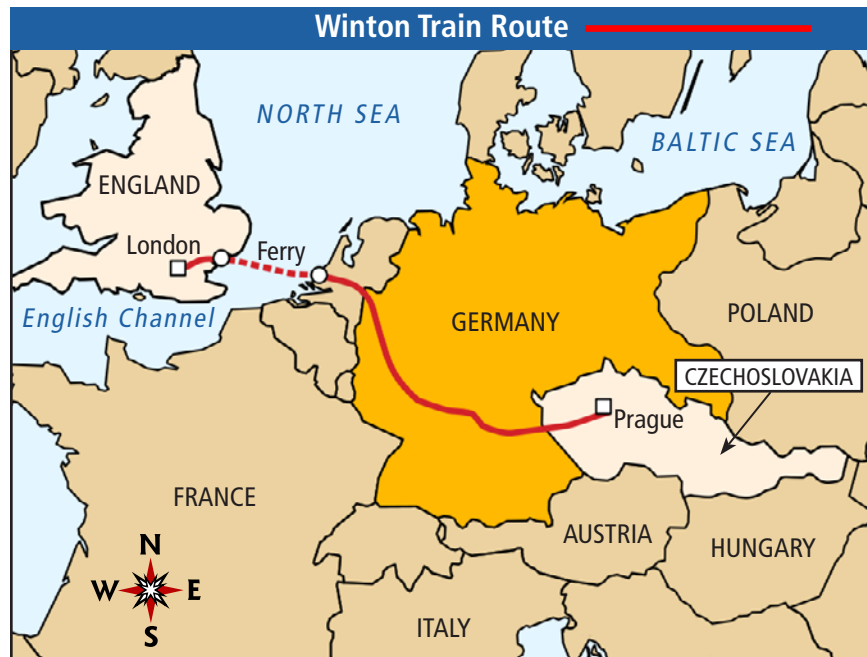 Winton Train Route
NORTH SEA
BALTIC SEA
ENGLAND
London
Ferry
English Channel
GERMANY
POLAND
CZECHOSLOVAKIA
Prague
FRANCE
AUSTRIA
HUNGARY
ITALY
N
W E
S